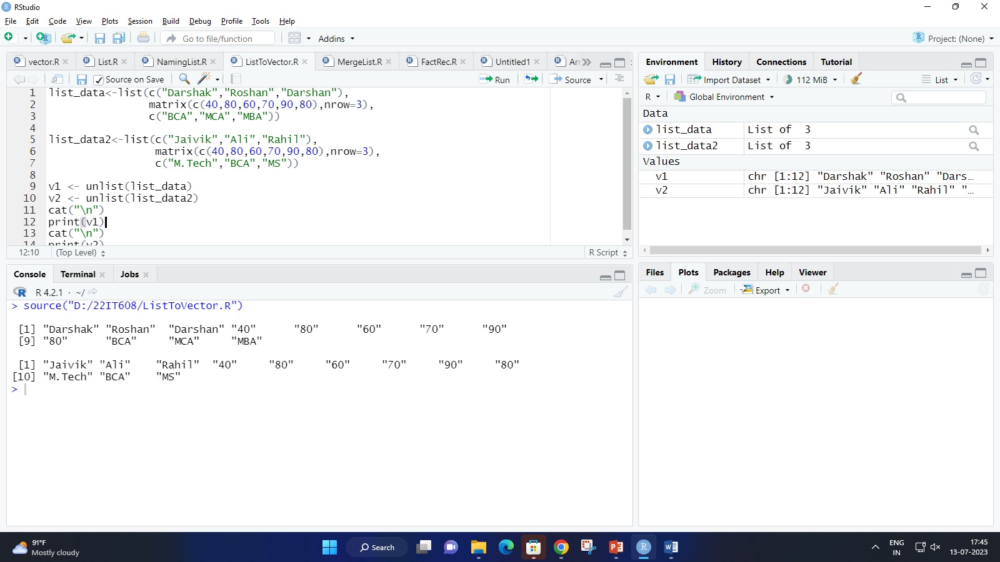 RStudio
File Edit Code View Plots Session Build Debug Profile Tools Help
Go to file/function Addins Project: (None)
vector.R List.R NamingList.R ListToVector.R MergeList.R FactRec.R Untitled1 Arr
Source on Save Run Source
1 list_data<-list(c("Darshak","Roshan","Darshan"),
2 matrix(c(40,80,60,70,90,80),nrow=3),
3 c("BCA","MCA","MBA"))
4
5 list_data2<-list(c("Jaivik","Ali","Rahil"),
6 matrix(c(40,80,60,70,90,80),nrow=3),
7 c("M.Tech","BCA","MS"))
8
9 v1 <- unlist(list_data)
10 v2 <- unlist(list_data2)
11 cat("\n")
12 print(v1)
13 cat("\n")
14 print(v2)
12:10 (Top Level) R Script
Console Terminal Jobs
R 4.2.1 · ~/
> source("D:/22IT608/ListToVector.R")
[1] "Darshak" "Roshan" "Darshan" "40" "80" "60" "70" "90"
[9] "80" "BCA" "MCA" "MBA"
[1] "Jaivik" "Ali" "Rahil" "40" "80" "60" "70" "90" "80"
[10] "M.Tech" "BCA" "MS"
>
Environment History Connections Tutorial
Import Dataset 112 MiB List
R Global Environment
Data
list_data List of 3
list_data2 List of 3
Values
v1 chr [1:12] "Darshak" "Roshan" "Dars…
v2 chr [1:12] "Jaivik" "Ali" "Rahil" "…
Files Plots Packages Help Viewer
Zoom Export
91°F
Mostly cloudy
Search
ENG
IN
17:45
13-07-2023